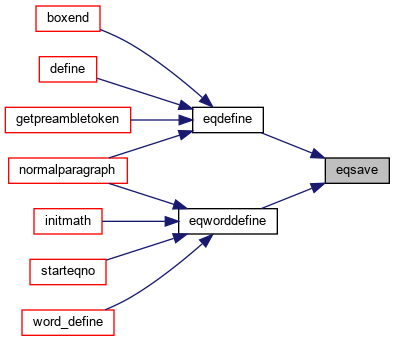 boxend
define
getpreambletoken
eqdefine
normalparagraph
eqsave
initmath
eqworddefine
starteqno
word_define